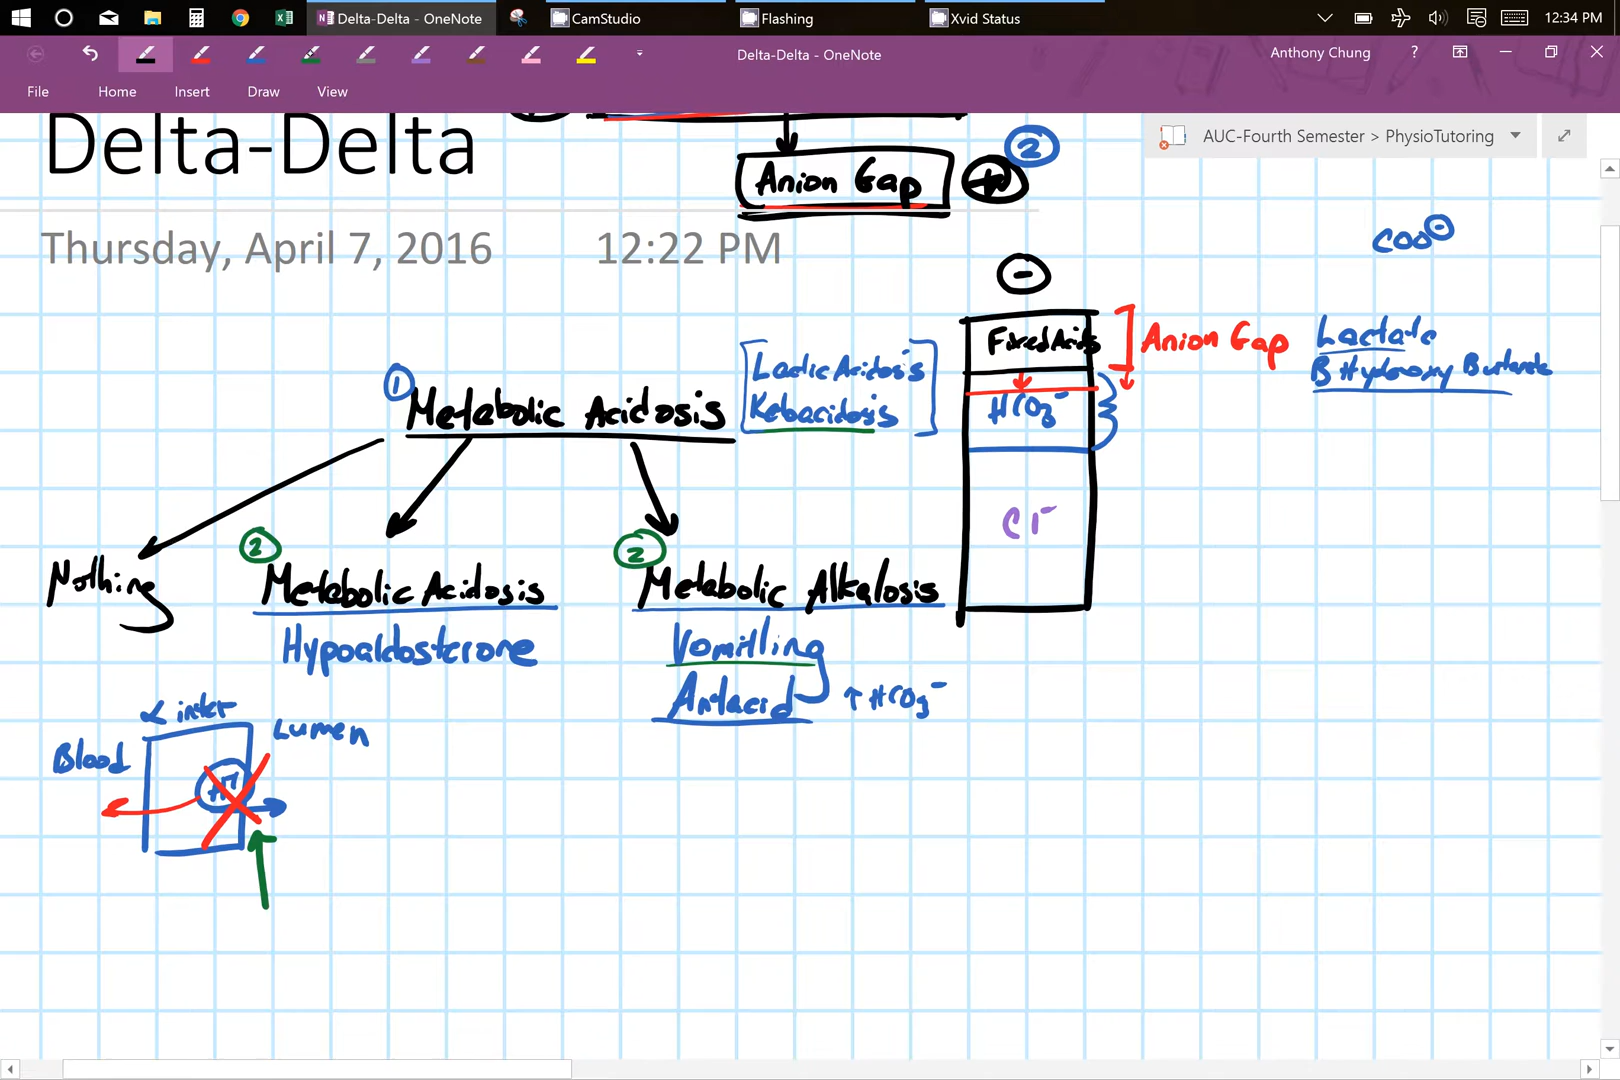 Delta-Delta - OneNote
CamStudio
Flashing
Xvid Status
12:34 PM
Delta-Delta - OneNote
Anthony Chung
?
File
Home
Insert
Draw
View
AUC-Fourth Semester > PhysioTutoring
Delta-Delta
2
Anion Gap
Thursday, April 7, 2016
12:22 PM
COO⊖
−
Fixed Acids
Anion Gap
Lactate
B Hydroxy Buterate
1
Metabolic Acidosis
Lactic Acidosis
Ketoacidosis
HCO3⁻
Cl⁻
Nothing
2
Metabolic Acidosis
2
Metabolic Alkalosis
Hypoaldosterone
Vomitting
Antacid
↑ HCO3⁻
α inter
Lumen
Blood
H⁺